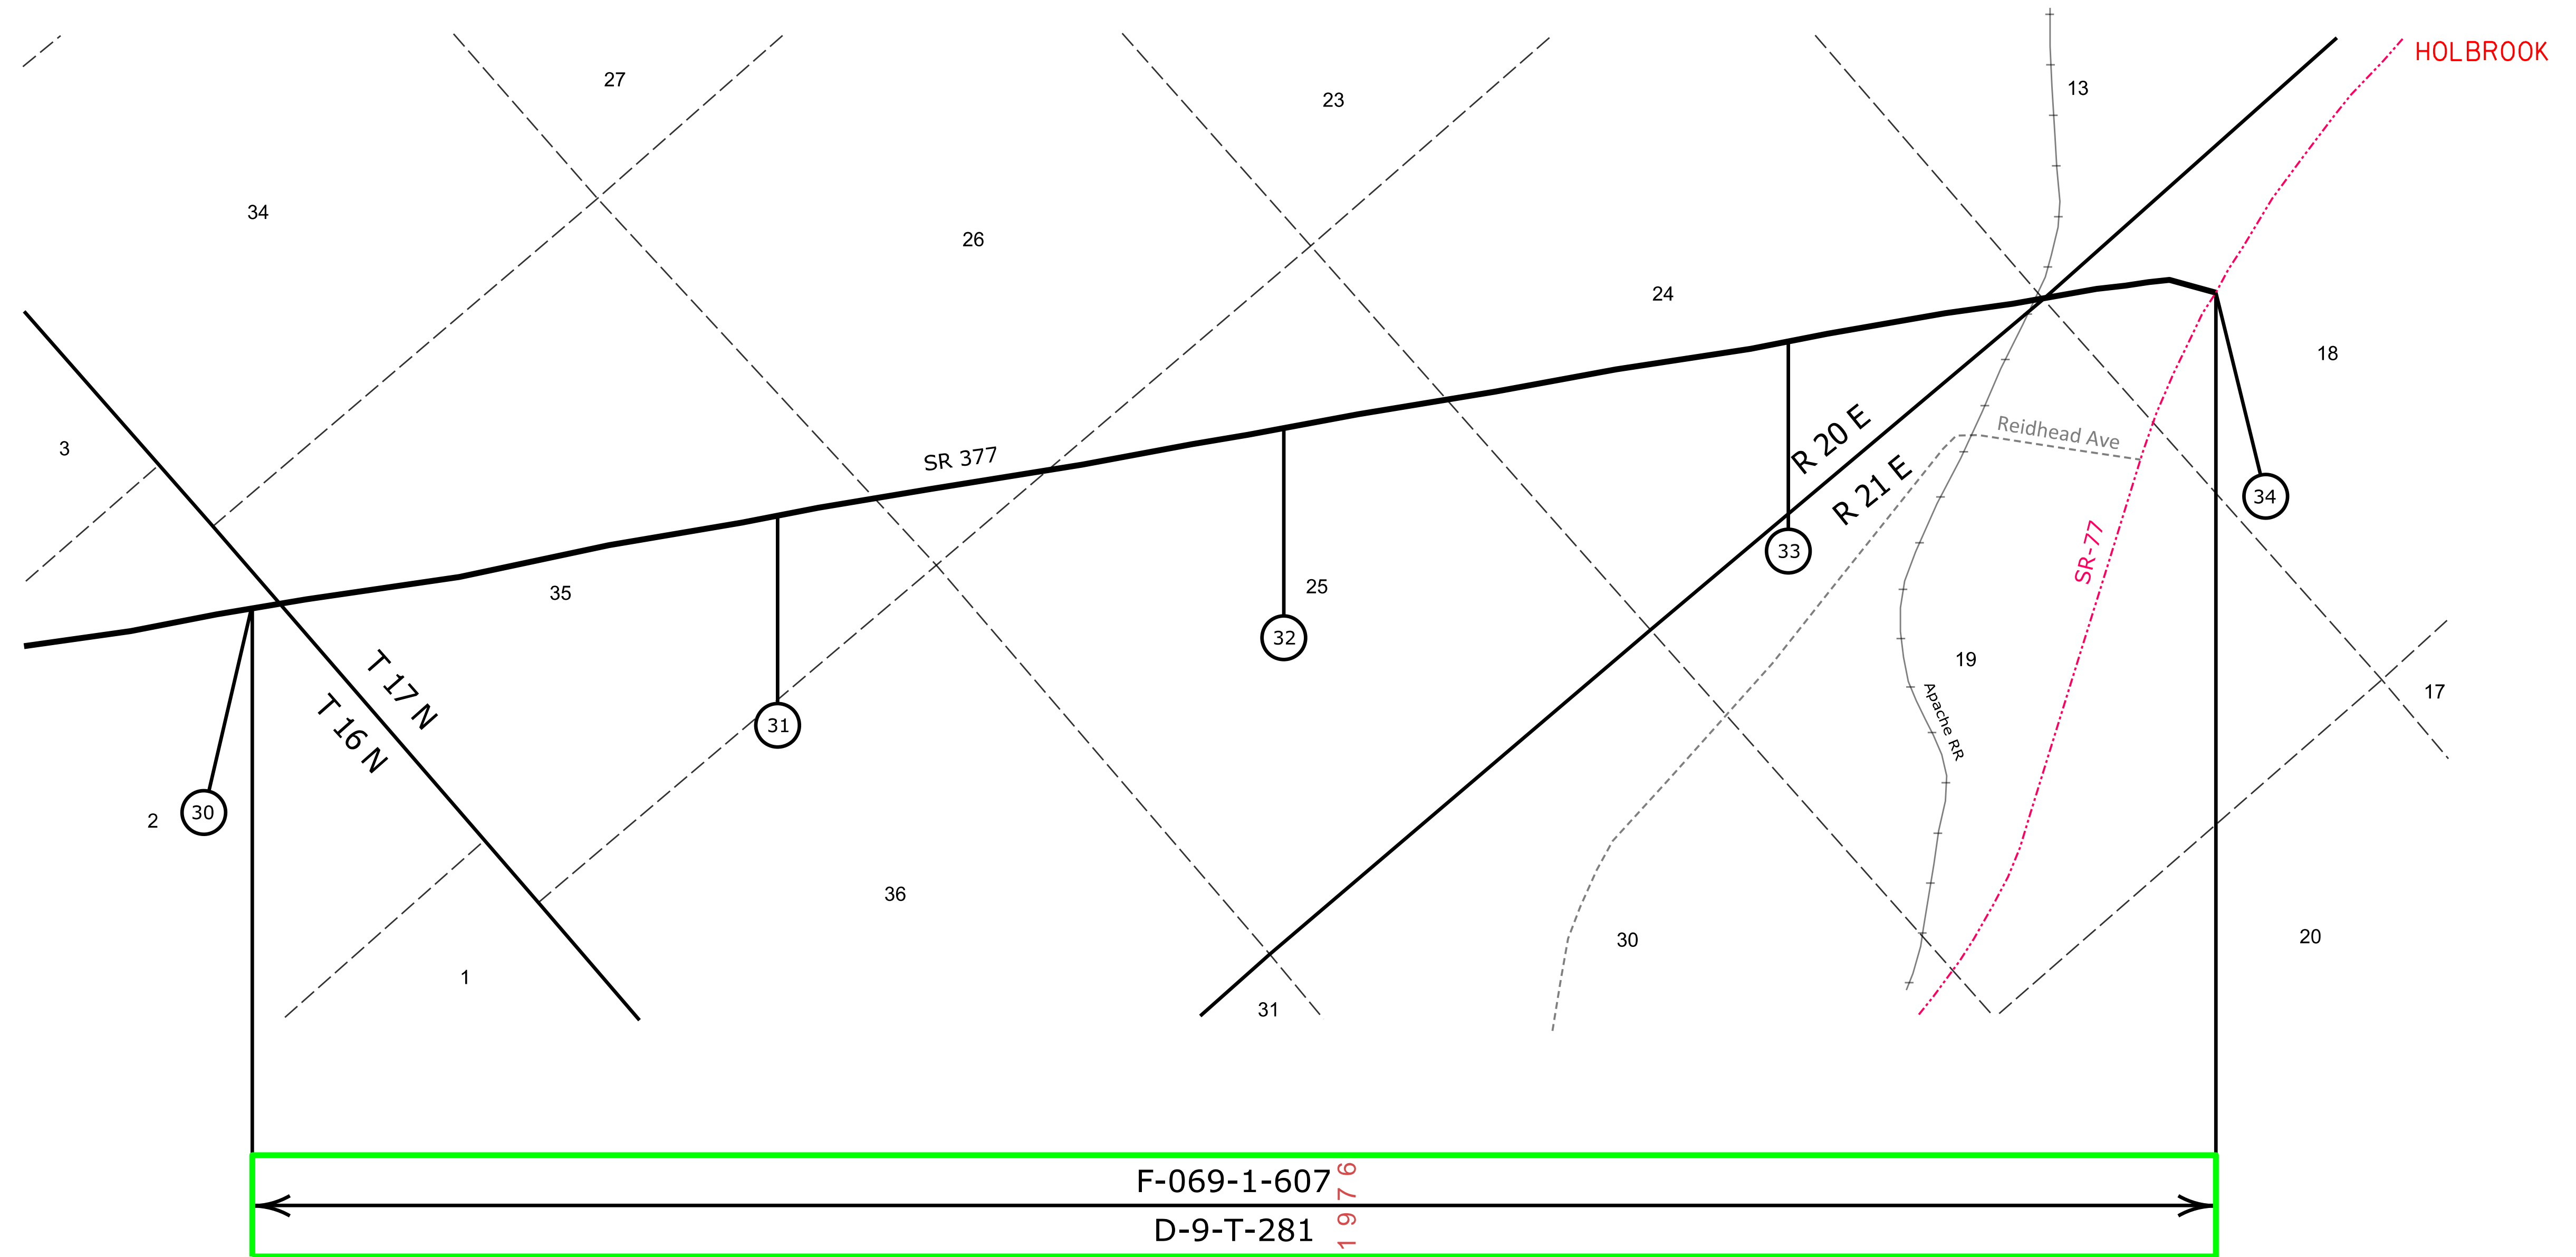 HOLBROOK
27
13
23
34
26
24
18
3
SR 377
R 20 E
Reidhead Ave
R 21 E
34
SR-77
33
35
25
32
T 17 N
T 16 N
19
Apache RR
17
31
30
2
36
30
20
1
31
F-069-1-607
1976
D-9-T-281